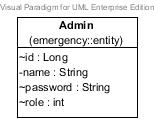 Visual Paradigm for UML Enterprise Edition
Admin
(emergency::entity)
~id : Long
-name : String
~password : String
~role : int